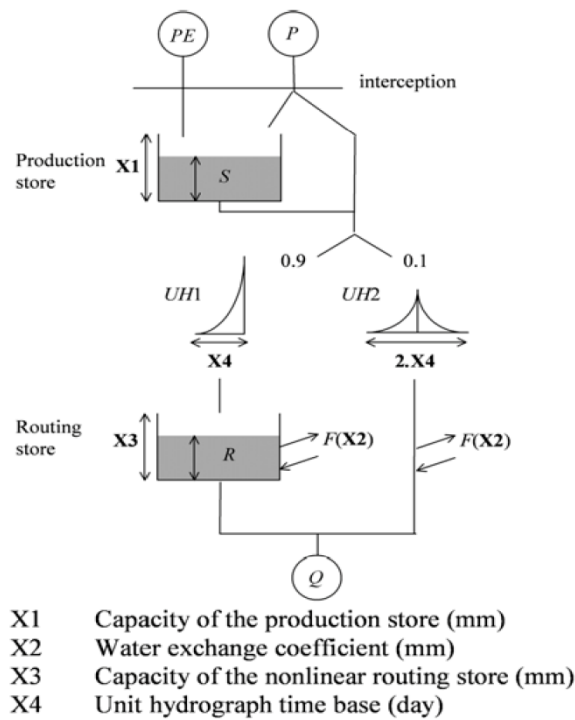 PE P
interception
Production
store
X1
S
0.9 0.1
UH1 UH2
X4 2.X4
Routing
store
X3
R
F(X2) F(X2)
Q
X1 Capacity of the production store (mm)
X2 Water exchange coefficient (mm)
X3 Capacity of the nonlinear routing store (mm)
X4 Unit hydrograph time base (day)